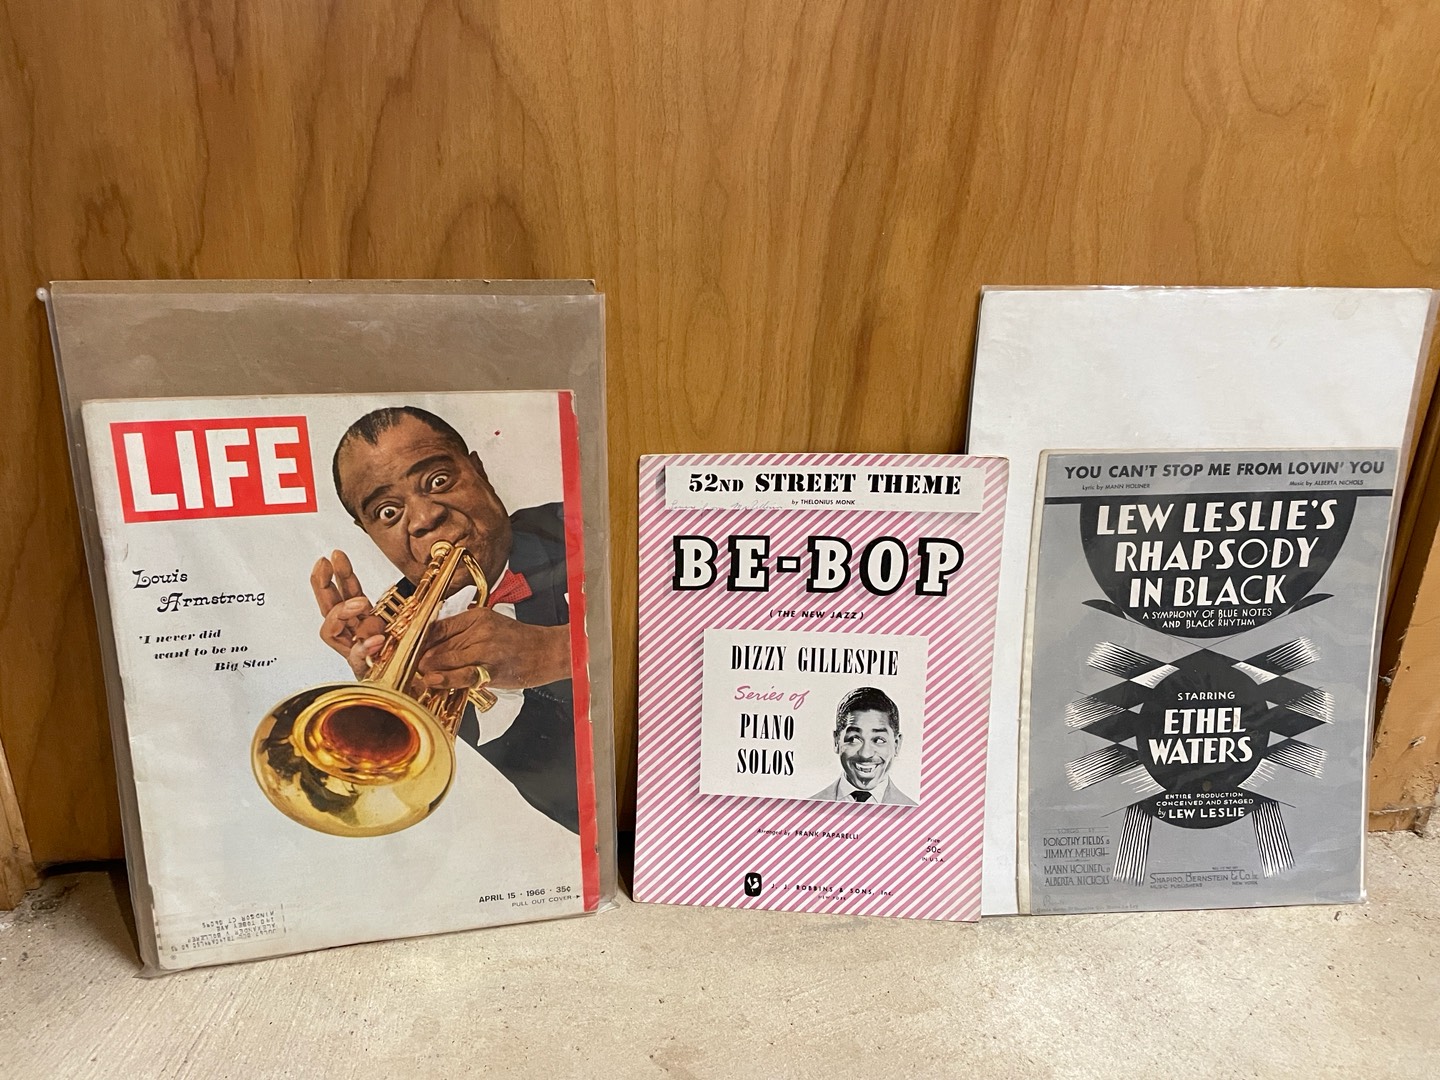 LIFE
Louis
Armstrong
'I never did
want to be no
Big Star'
APRIL 15 · 1966 · 35¢
PULL OUT COVER
52ND STREET THEME
by THELONIUS MONK
BE-BOP
(THE NEW JAZZ)
DIZZY GILLESPIE
Series of
PIANO
SOLOS
Arranged by FRANK PAPARELLI
Price
50¢
IN U.S.A.
J. J. ROBBINS & SONS, Inc.
NEW YORK
YOU CAN'T STOP ME FROM LOVIN' YOU
Lyric by MANN HOLINER
Music by ALBERTA NICHOLS
LEW LESLIE'S
RHAPSODY
IN BLACK
A SYMPHONY OF BLUE NOTES
AND BLACK RHYTHM
STARRING
ETHEL
WATERS
ENTIRE PRODUCTION
CONCEIVED AND STAGED
by LEW LESLIE
DOROTHY FIELDS &
JIMMY McHUGH
MANN HOLINER &
ALBERTA NICHOLS
SHAPIRO, BERNSTEIN & Co. Inc.
MUSIC PUBLISHERS
NEW YORK